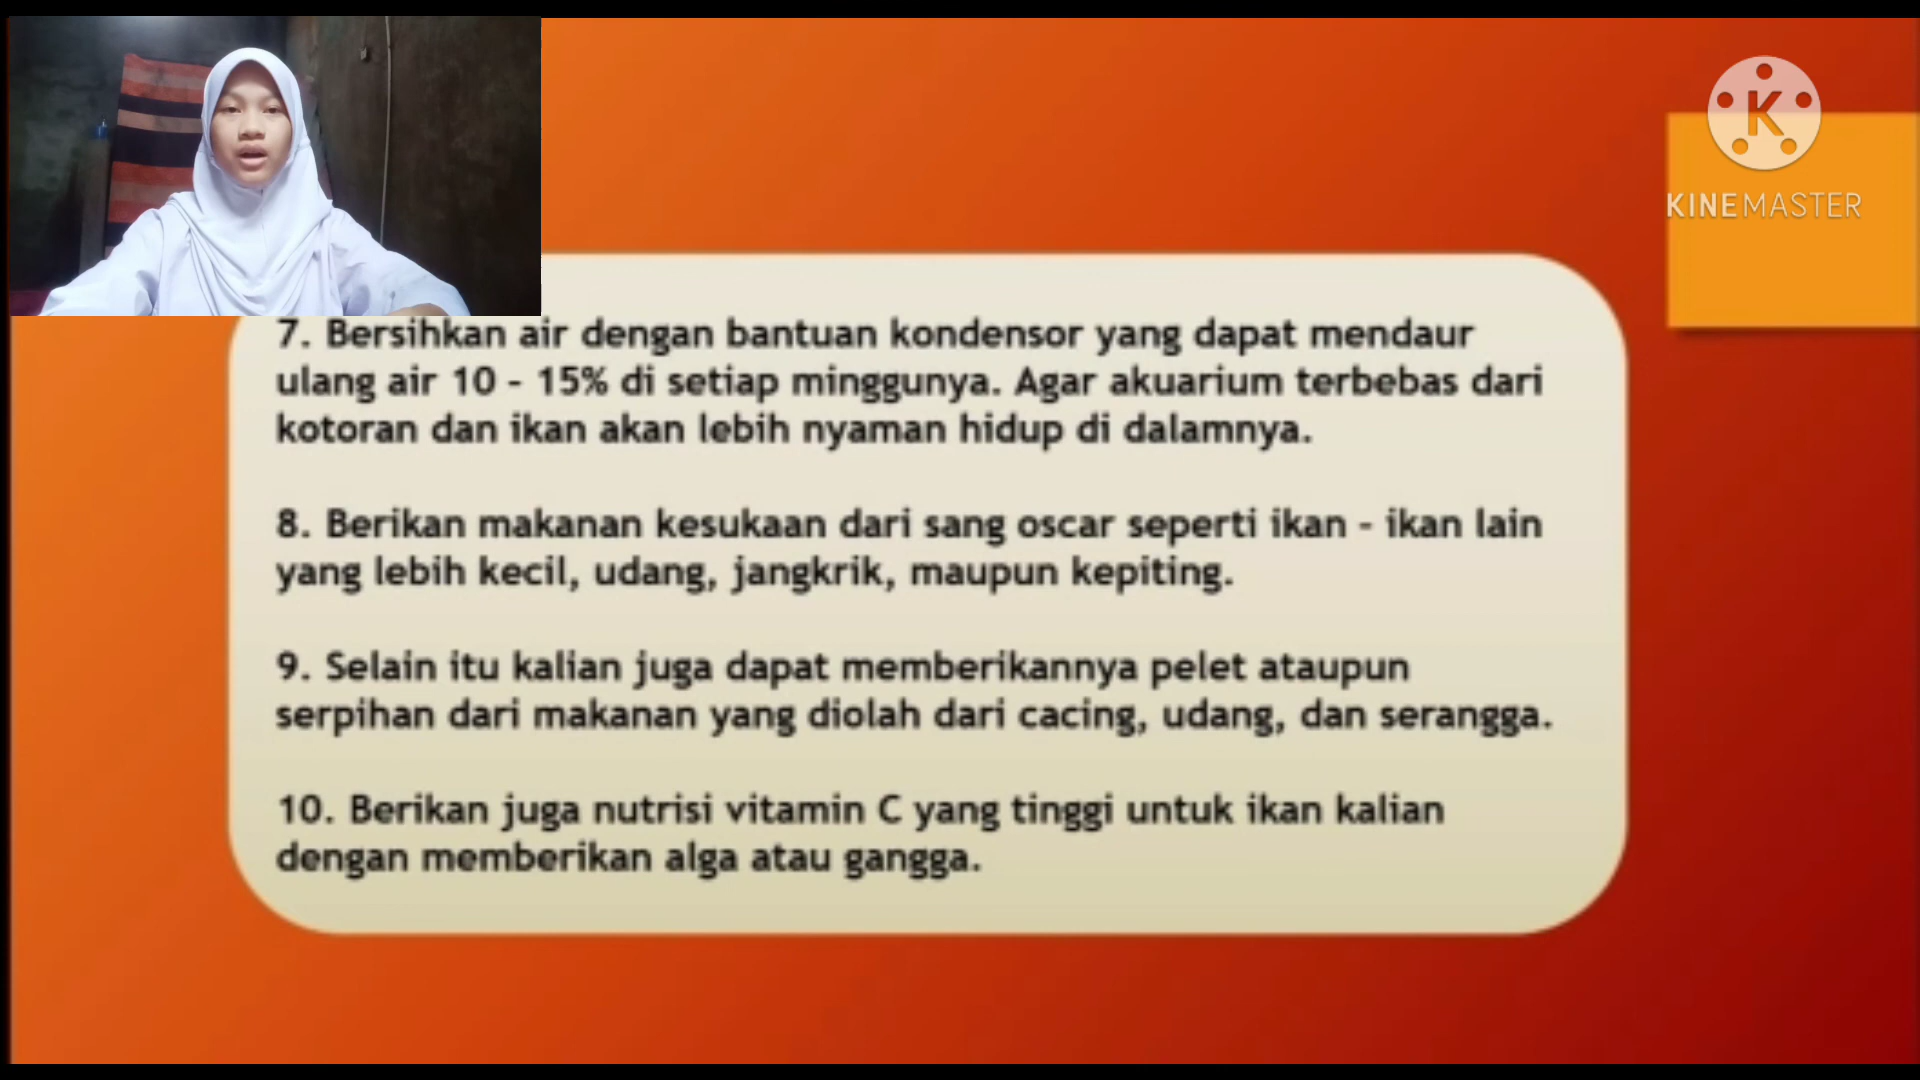 K
KINEMASTER
7. Bersihkan air dengan bantuan kondensor yang dapat mendaur
ulang air 10 - 15% di setiap minggunya. Agar akuarium terbebas dari
kotoran dan ikan akan lebih nyaman hidup di dalamnya.
8. Berikan makanan kesukaan dari sang oscar seperti ikan - ikan lain
yang lebih kecil, udang, jangkrik, maupun kepiting.
9. Selain itu kalian juga dapat memberikannya pelet ataupun
serpihan dari makanan yang diolah dari cacing, udang, dan serangga.
10. Berikan juga nutrisi vitamin C yang tinggi untuk ikan kalian
dengan memberikan alga atau gangga.